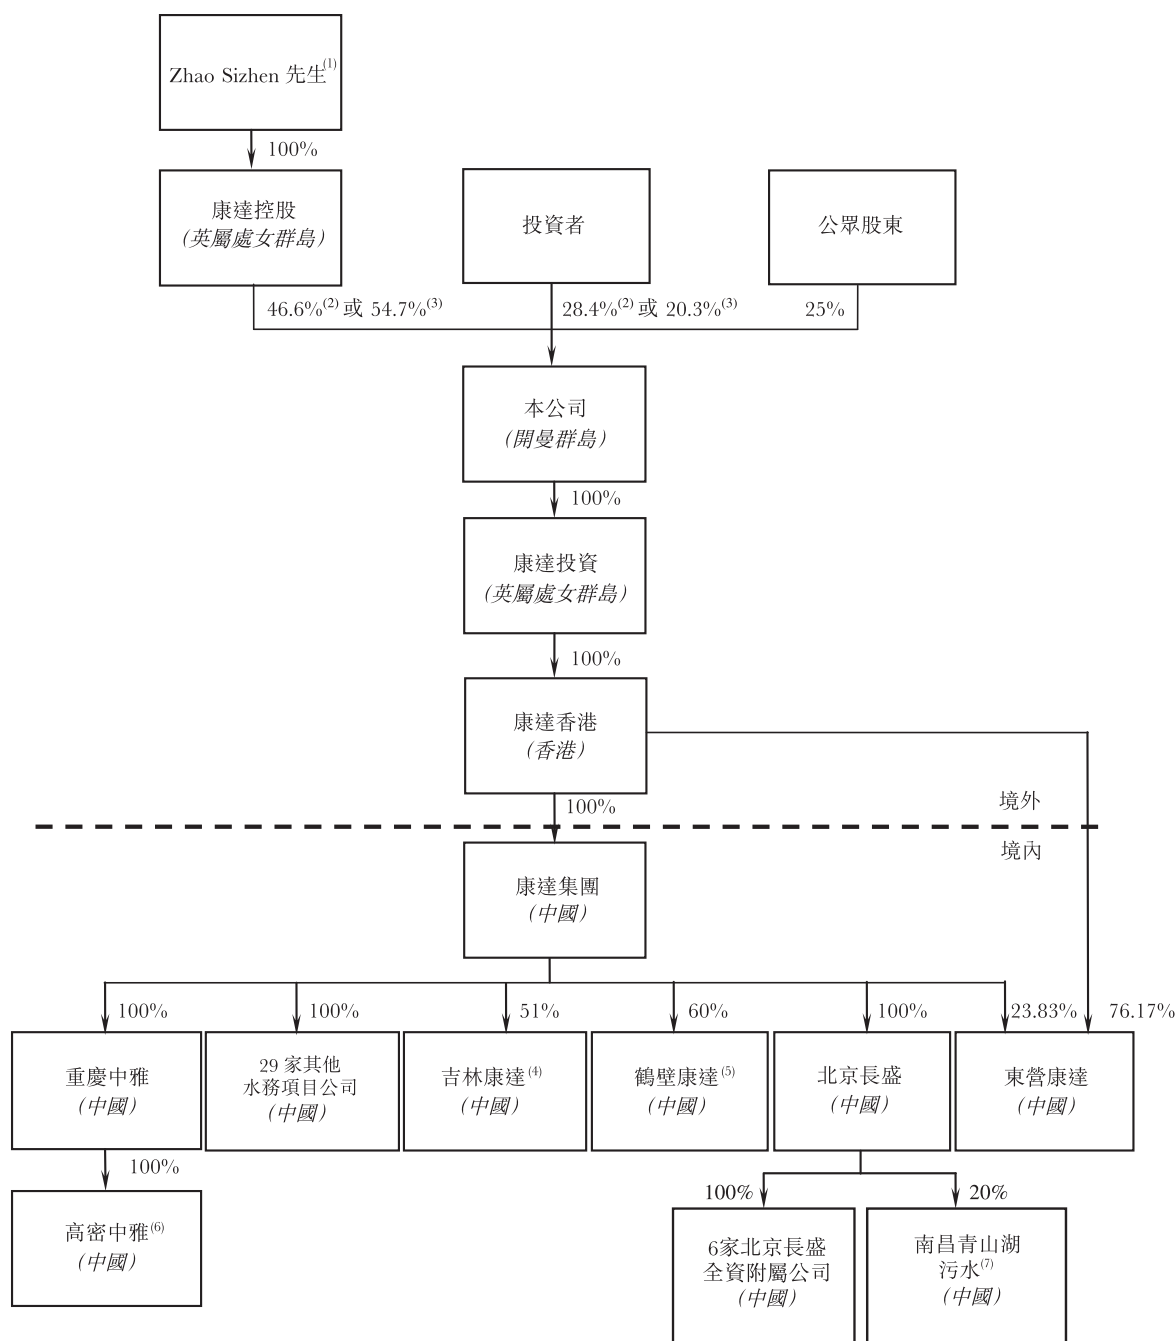 Zhao Sizhen 先生(1)
100%
康達控股
(英屬處女群島)
投資者
公眾股東
46.6%(2) 或 54.7%(3)
28.4%(2) 或 20.3%(3)
25%
本公司
(開曼群島)
100%
康達投資
(英屬處女群島)
100%
康達香港
(香港)
100%
境外
境內
康達集團
(中國)
100%
100%
51%
60%
100%
23.83%
76.17%
重慶中雅
(中國)
29 家其他
水務項目公司
(中國)
吉林康達(4)
(中國)
鶴壁康達(5)
(中國)
北京長盛
(中國)
東營康達
(中國)
100%
高密中雅(6)
(中國)
100%
20%
6家北京長盛
全資附屬公司
(中國)
南昌青山湖
污水(7)
(中國)